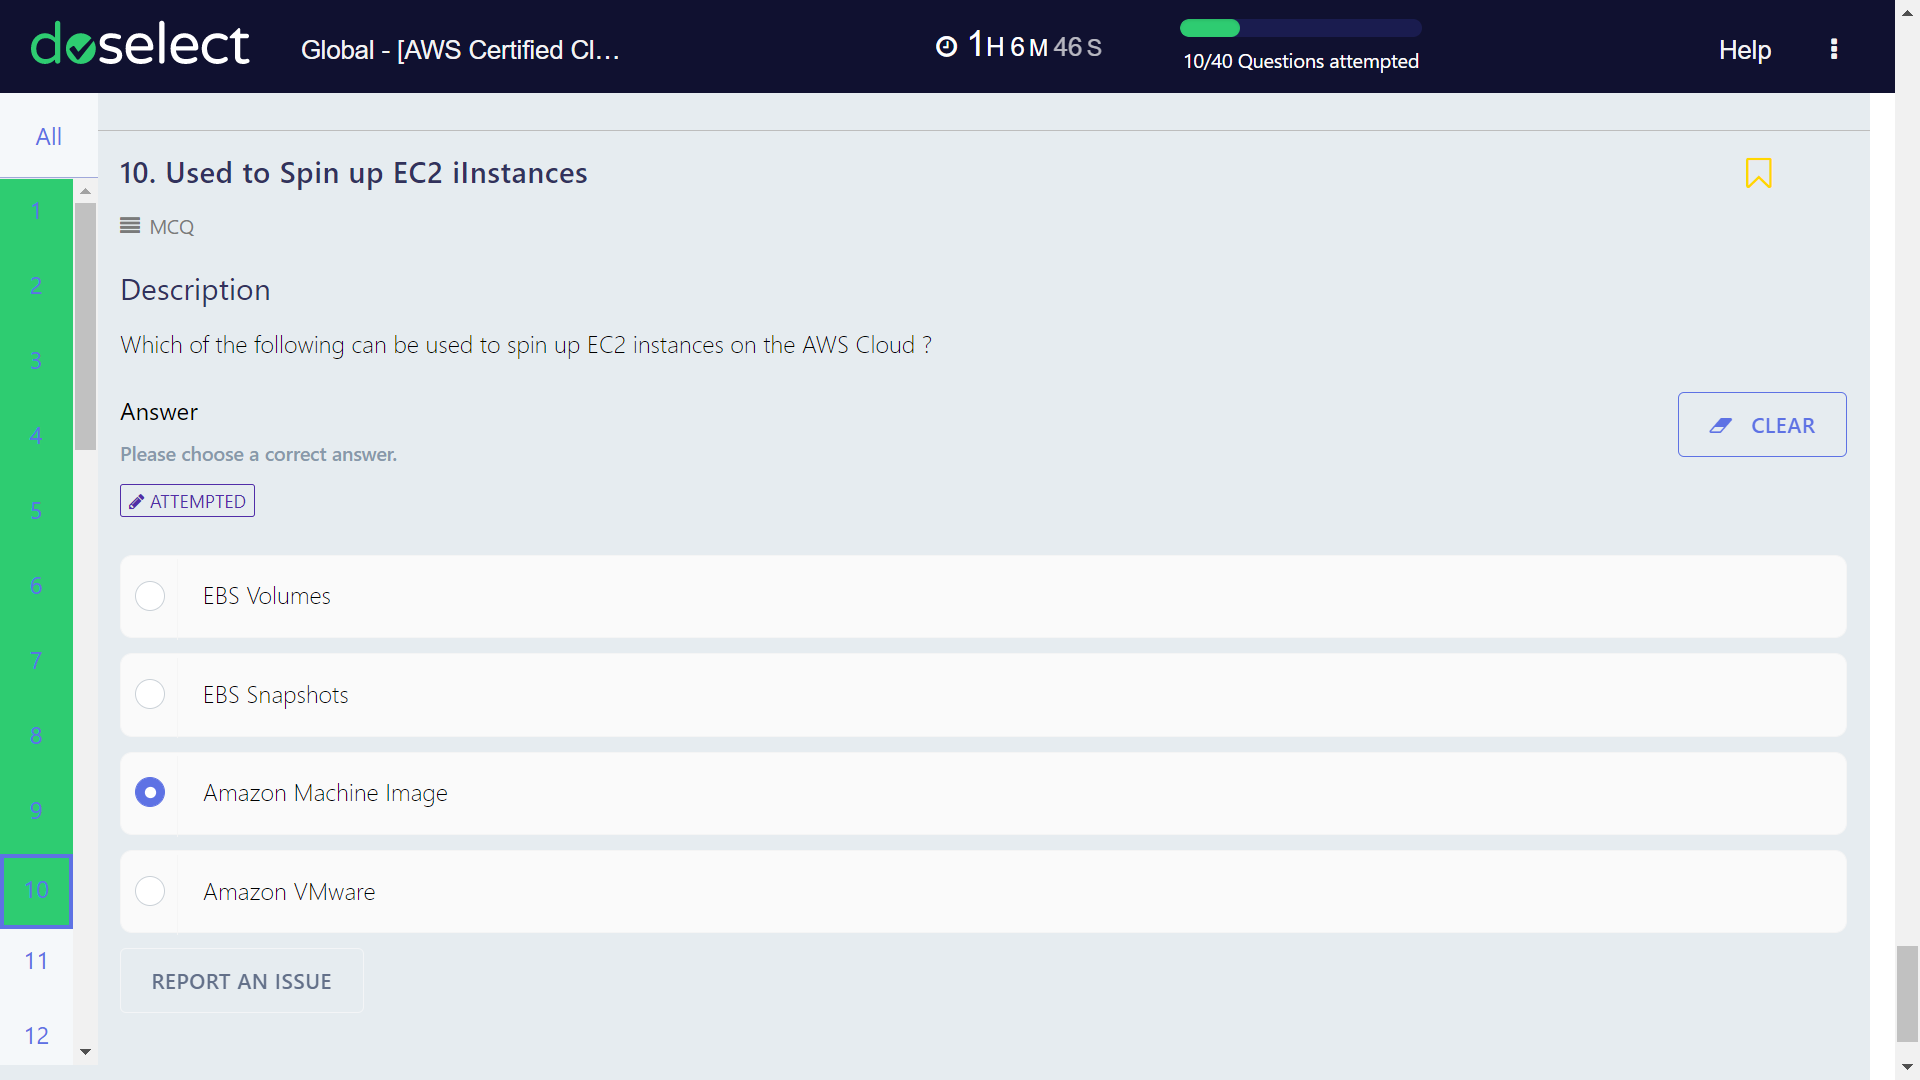 doselect
Global - [AWS Certified Cl...
1H 6M 46S
10/40 Questions attempted
Help
All
1
2
3
4
5
6
7
8
9
10
11
12
10. Used to Spin up EC2 iInstances
MCQ
Description
Which of the following can be used to spin up EC2 instances on the AWS Cloud ?
Answer
Please choose a correct answer.
CLEAR
ATTEMPTED
EBS Volumes
EBS Snapshots
Amazon Machine Image
Amazon VMware
REPORT AN ISSUE